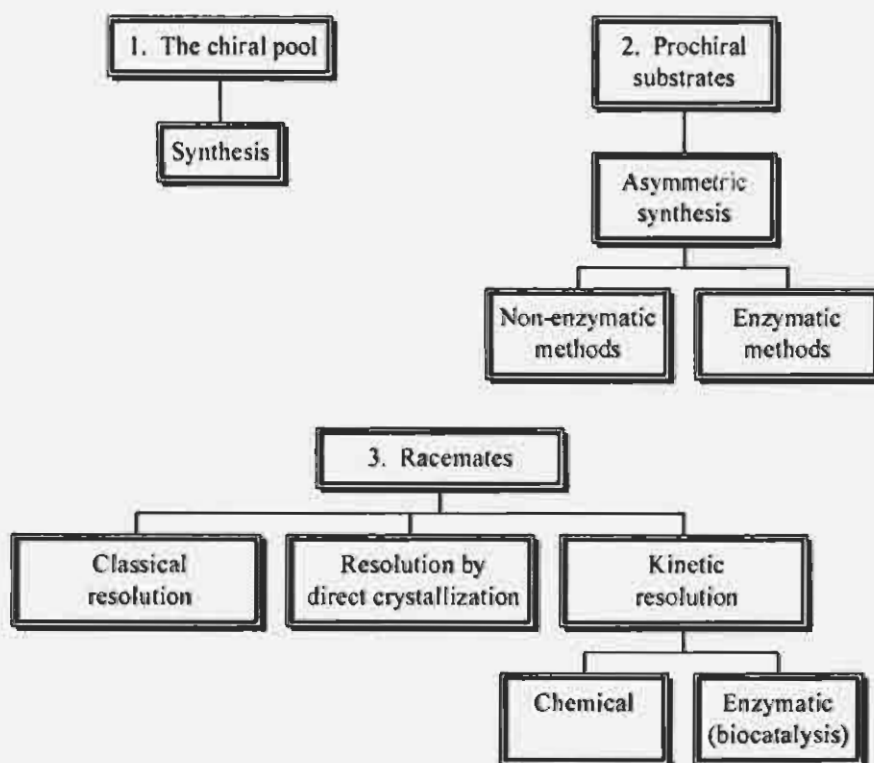 1. The chiral pool
Synthesis
2. Prochiral
substrates
Asymmetric
synthesis
Non-enzymatic
methods
Enzymatic
methods
3. Racemates
Classical
resolution
Resolution by
direct crystallization
Kinetic
resolution
Chemical
Enzymatic
(biocatalysis)